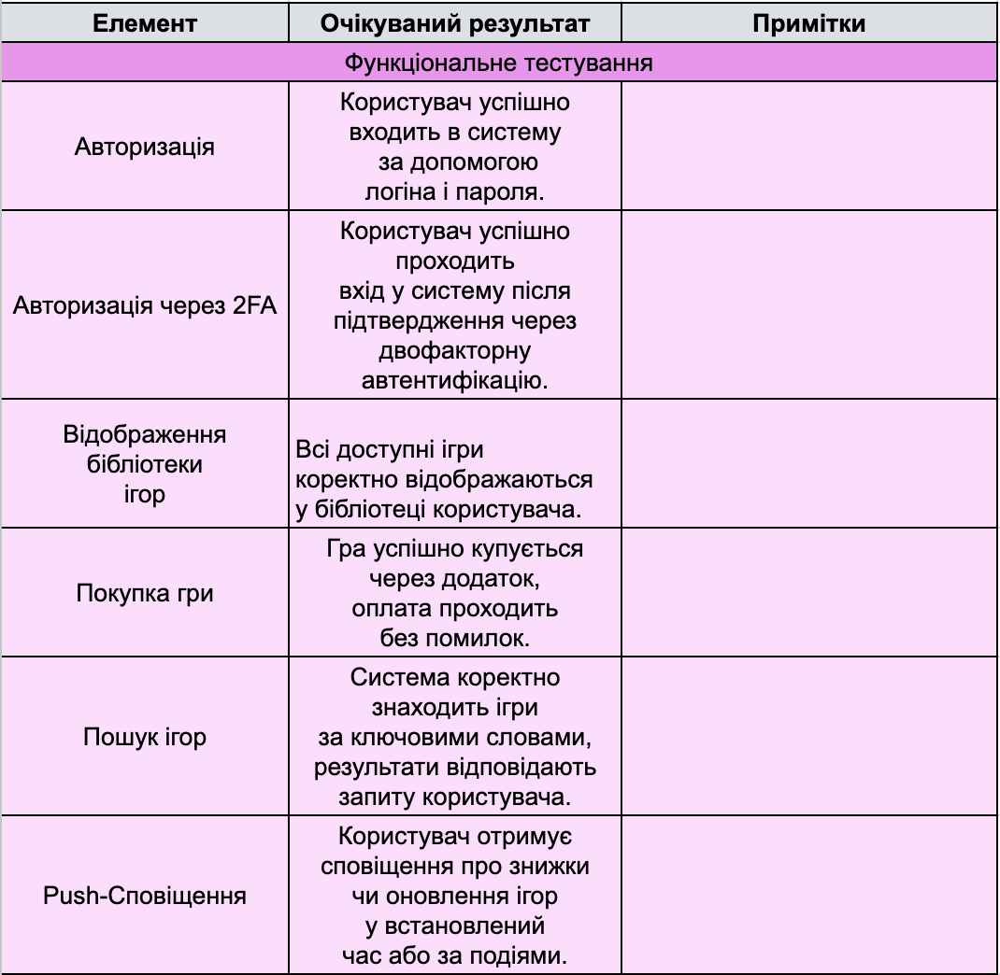 Елемент Очікуваний результат Примітки
Функціональне тестування
Авторизація
Користувач успішно
входить в систему
за допомогою
логіна і пароля.
Авторизація через 2FA
Користувач успішно
проходить
вхід у систему після
підтвердження через
двофакторну
автентифікацію.
Відображення
бібліотеки
ігор
Всі доступні ігри
коректно відображаються
у бібліотеці користувача.
Покупка гри
Гра успішно купується
через додаток,
оплата проходить
без помилок.
Пошук ігор
Система коректно
знаходить ігри
за ключовими словами,
результати відповідають
запиту користувача.
Push-Сповіщення
Користувач отримує
сповіщення про знижки
чи оновлення ігор
у встановлений
час або за подіями.